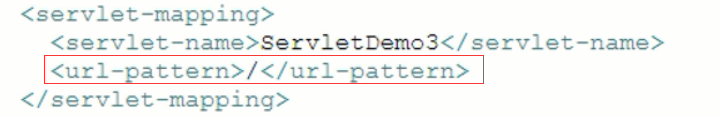 <servlet-mapping>
<servlet-name>ServletDemo3</servlet-name>
<url-pattern>/</url-pattern>
</servlet-mapping>